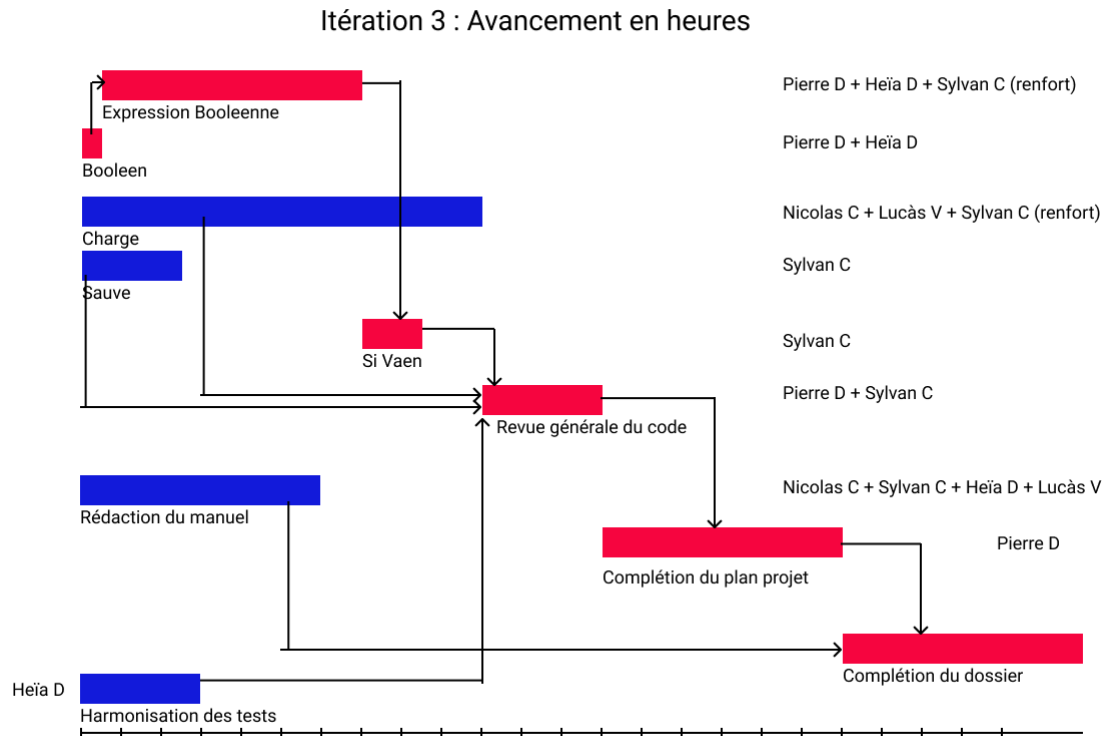 Itération 3 : Avancement en heures
Pierre D + Heïa D + Sylvan C (renfort)
Expression Booleenne
Pierre D + Heïa D
Booleen
Nicolas C + Lucàs V + Sylvan C (renfort)
Charge
Sylvan C
Sauve
Sylvan C
Si Vaen
Pierre D + Sylvan C
Revue générale du code
Nicolas C + Sylvan C + Heïa D + Lucàs V
Rédaction du manuel
Pierre D
Complétion du plan projet
Complétion du dossier
Heïa D
Harmonisation des tests